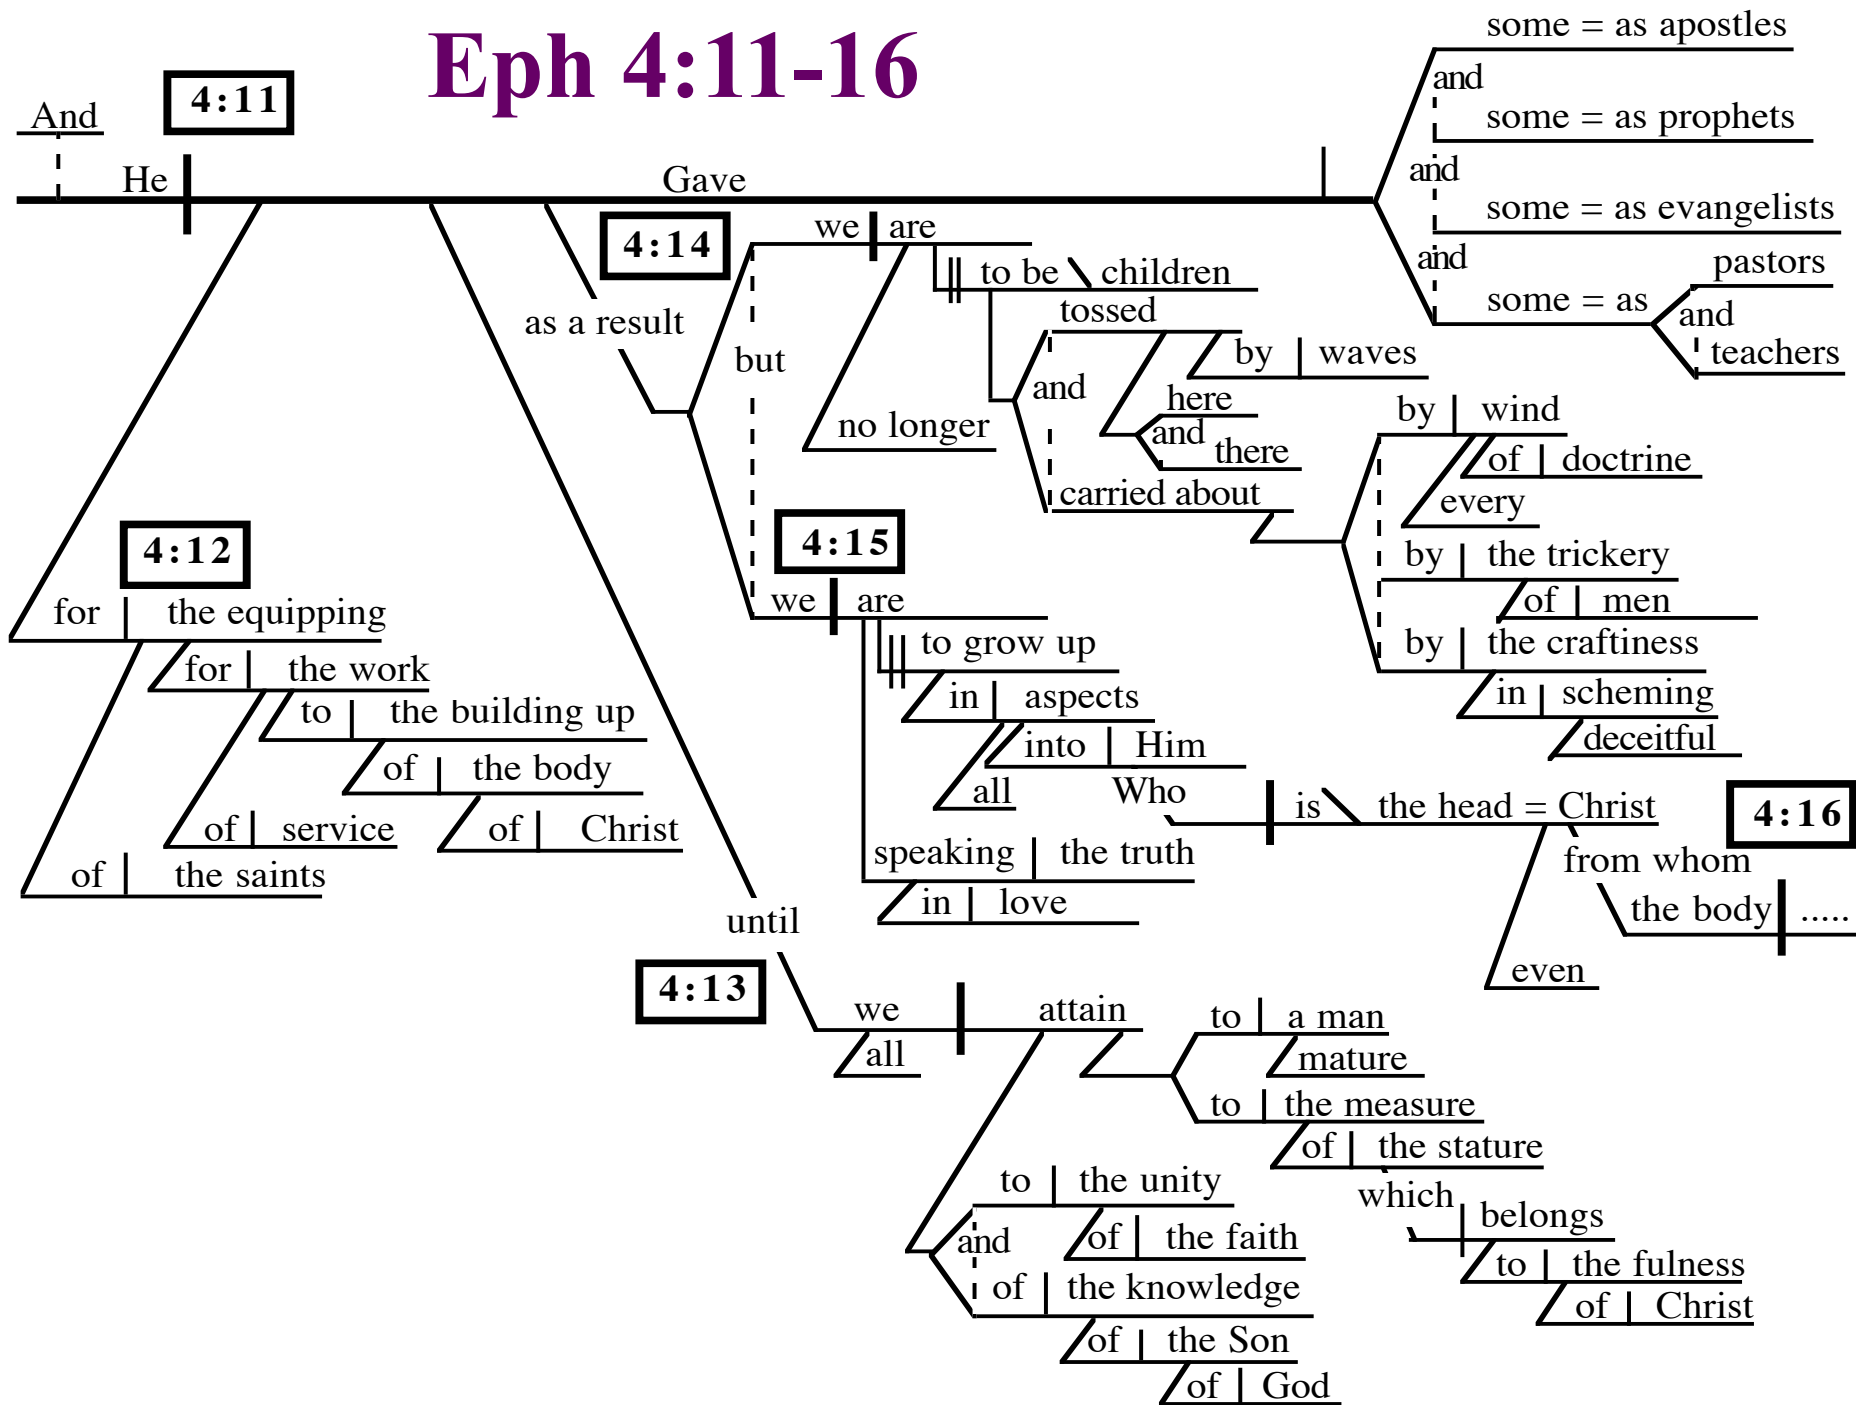 Eph 4:11-16
And
4:11
He
Gave
some = as apostles
and
some = as prophets
and
some = as evangelists
and
some = as
pastors
and
teachers
4:14
as a result
but
we are
to be children
no longer
tossed
by waves
here
and
there
and
carried about
by wind
of doctrine
every
by the trickery
of men
by the craftiness
in scheming
deceitful
4:12
for the equipping
for the work
to the building up
of the body
of Christ
of service
of the saints
4:15
we are
to grow up
in aspects
into Him
all
Who
is the head = Christ
speaking the truth
in love
4:16
from whom
the body .....
even
until
4:13
we attain
all
to a man
mature
to the measure
of the stature
which
belongs
to the fulness
of Christ
to the unity
of the faith
and
of the knowledge
of the Son
of God